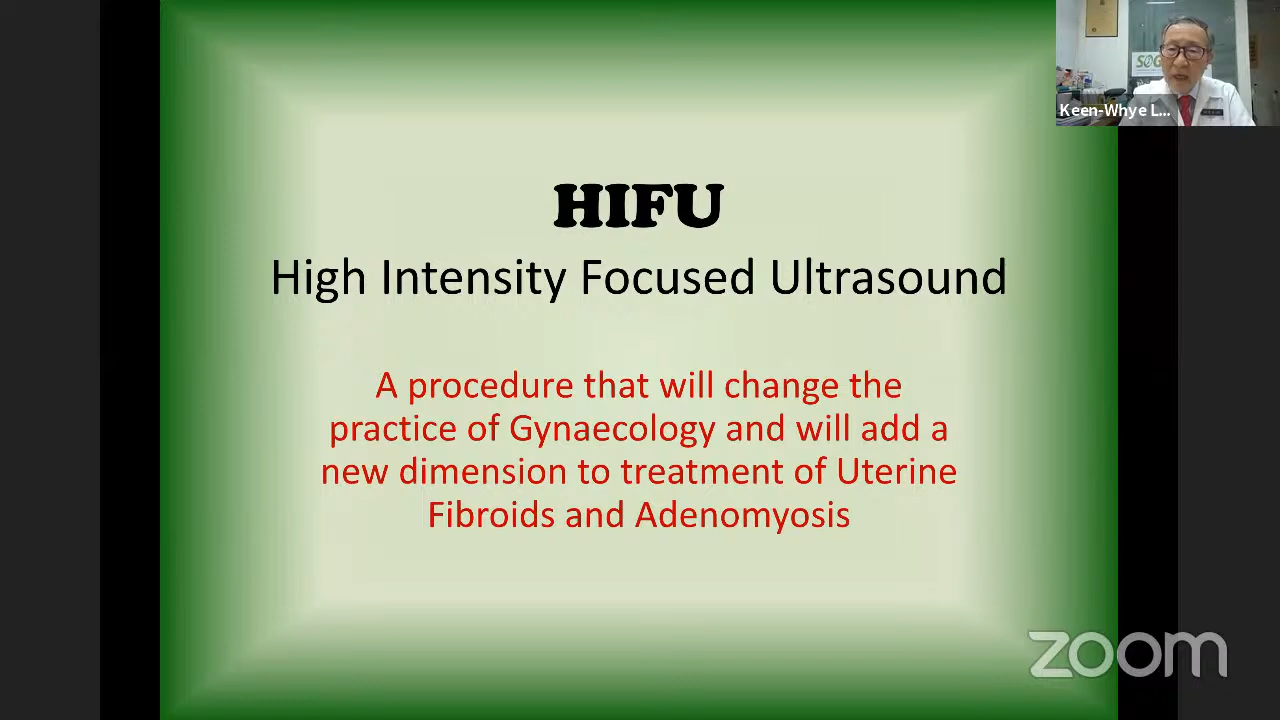 HIFU
High Intensity Focused Ultrasound
A procedure that will change the
practice of Gynaecology and will add a
new dimension to treatment of Uterine
Fibroids and Adenomyosis
Keen-Whye L...
zoom